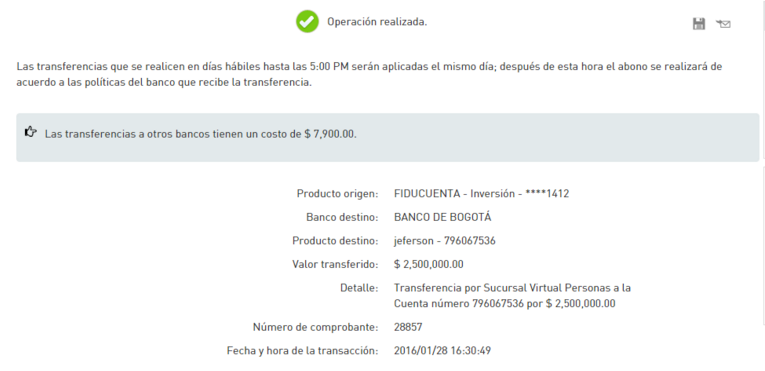 Operación realizada.
Las transferencias que se realicen en días hábiles hasta las 5:00 PM serán aplicadas el mismo día; después de esta hora el abono se realizará de
acuerdo a las políticas del banco que recibe la transferencia.
Las transferencias a otros bancos tienen un costo de $ 7,900.00.
Producto origen: FIDUCUENTA - Inversión - ****1412
Banco destino: BANCO DE BOGOTÁ
Producto destino: jeferson - 796067536
Valor transferido: $ 2,500,000.00
Detalle: Transferencia por Sucursal Virtual Personas a la
Cuenta número 796067536 por $ 2,500,000.00
Número de comprobante: 28857
Fecha y hora de la transacción: 2016/01/28 16:30:49